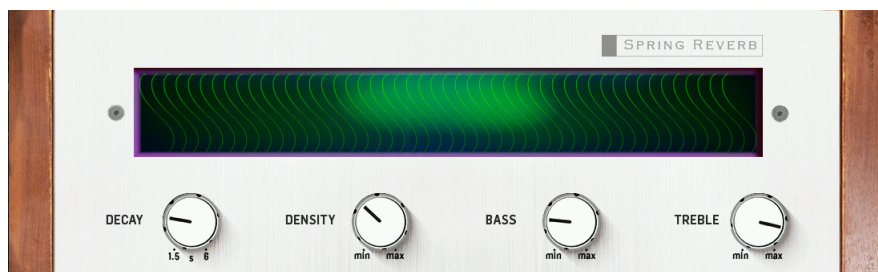 SPRING REVERB
DECAY
1.5 s 6
DENSITY
min max
BASS
min max
TREBLE
min max